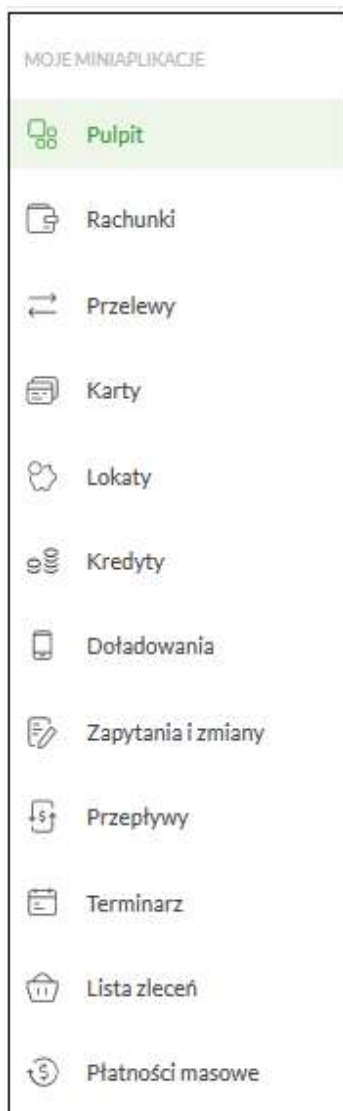 MOJE MINIAPLIKACJE
Pulpit
Rachunki
Przelewy
Karty
Lokaty
Kredyty
Doładowania
Zapytania i zmiany
Przepływy
Terminarz
Lista zleceń
Płatności masowe